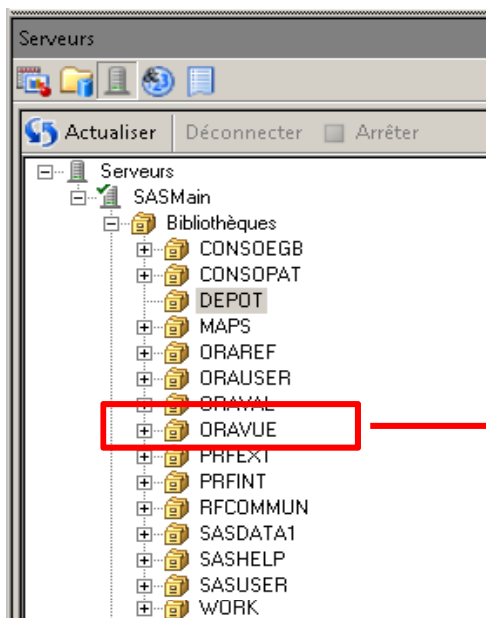 Serveurs
Actualiser Déconnecter Arrêter
Serveurs
SASMain
Bibliothèques
CONSOEGB
CONSOPAT
DEPOT
MAPS
ORAREF
ORAUSER
ORAVAL
ORAVUE
PRFEXT
PRFINT
RFCOMMUN
SASDATA1
SASHELP
SASUSER
WORK